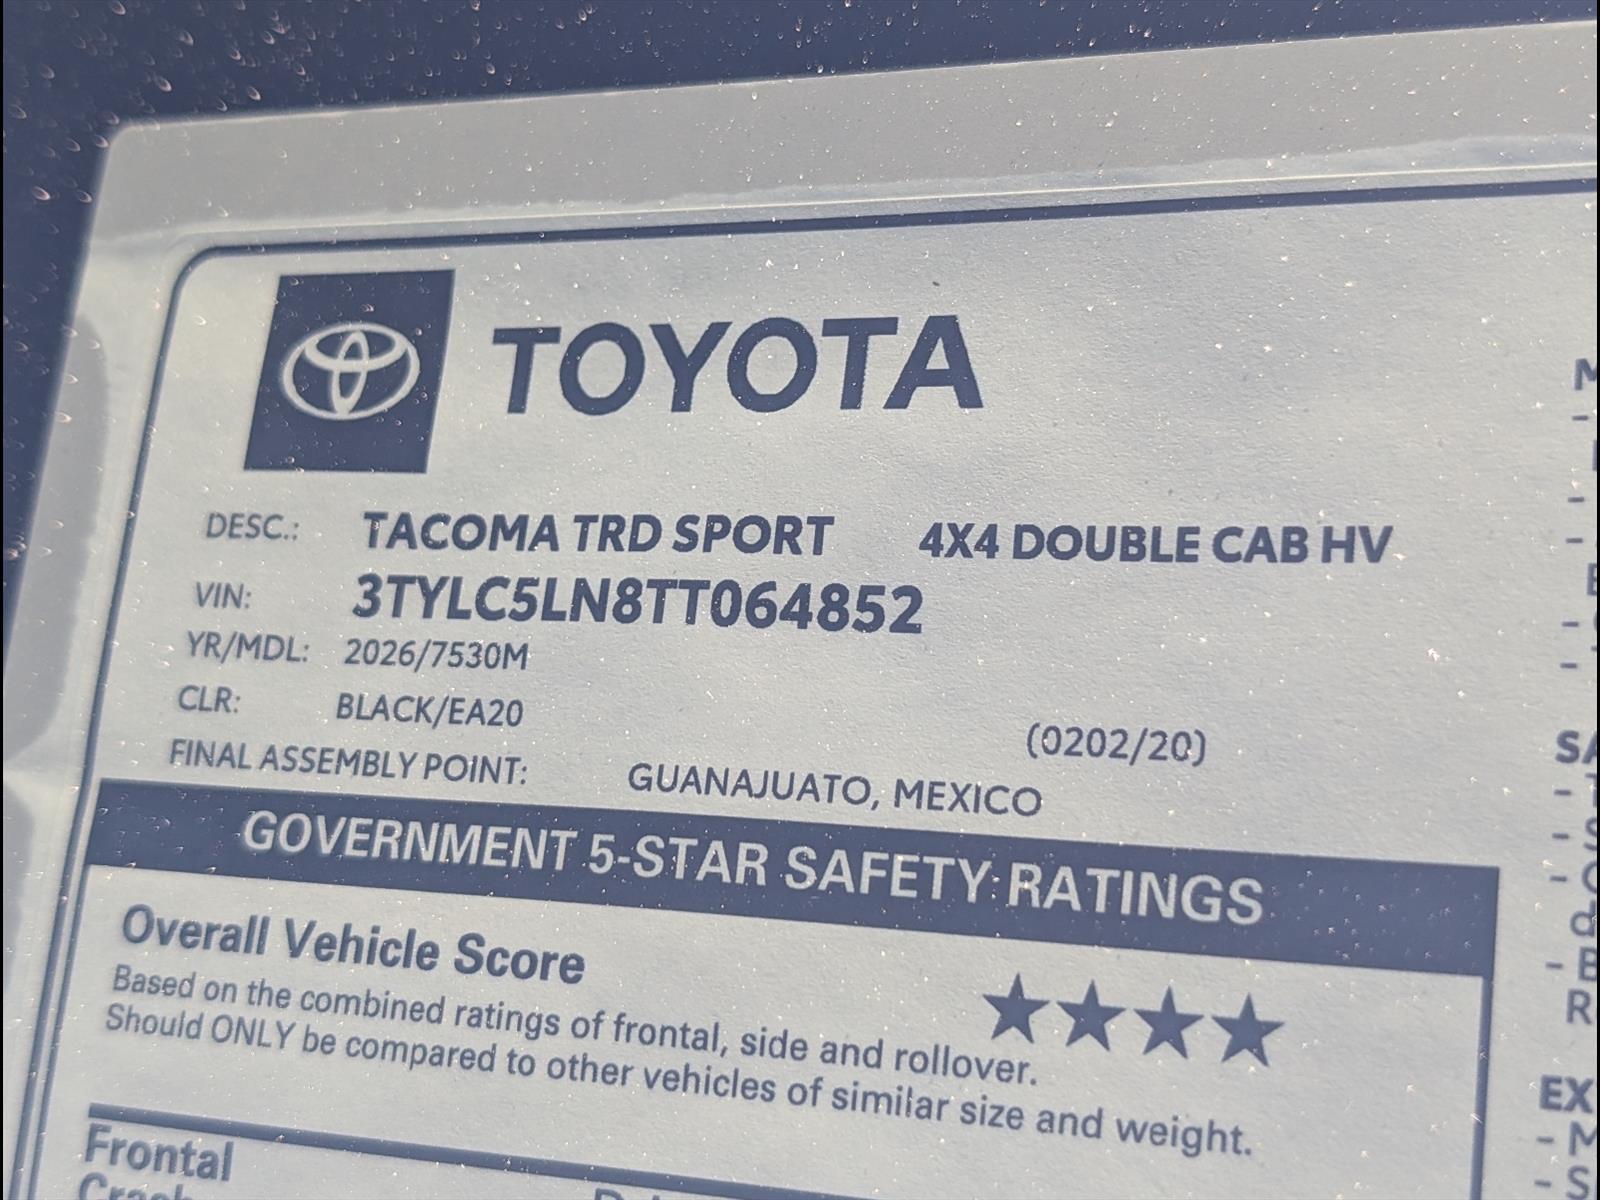 TOYOTA
DESC.: TACOMA TRD SPORT 4X4 DOUBLE CAB HV
VIN: 3TYLC5LN8TT064852
YR/MDL: 2026/7530M
CLR: BLACK/EA20 (0202/20)
FINAL ASSEMBLY POINT: GUANAJUATO, MEXICO
GOVERNMENT 5-STAR SAFETY RATINGS
Overall Vehicle Score ★★★★
Based on the combined ratings of frontal, side and rollover.
Should ONLY be compared to other vehicles of similar size and weight.
Frontal
Crash